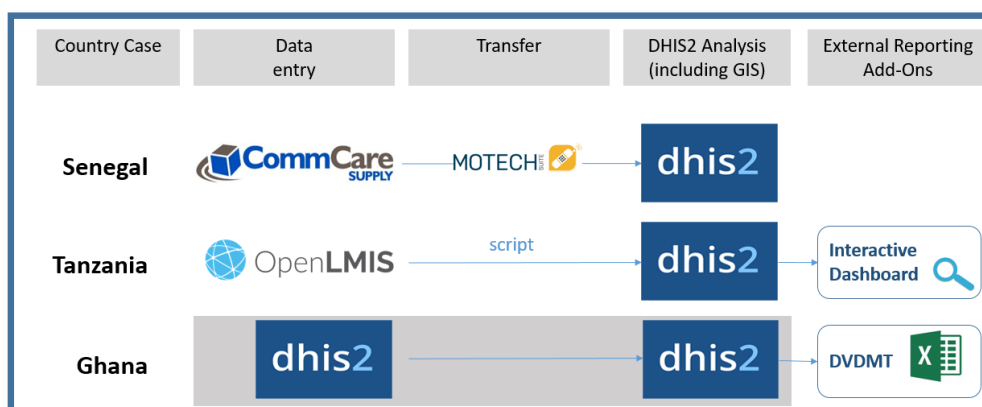 Country Case
Data
entry
Transfer
DHIS2 Analysis
(including GIS)
External Reporting
Add-Ons
Senegal
CommCare
SUPPLY
MOTECH
SUITE
dhis2
Tanzania
OpenLMIS
script
dhis2
Interactive
Dashboard
Ghana
dhis2
dhis2
DVDMT
X